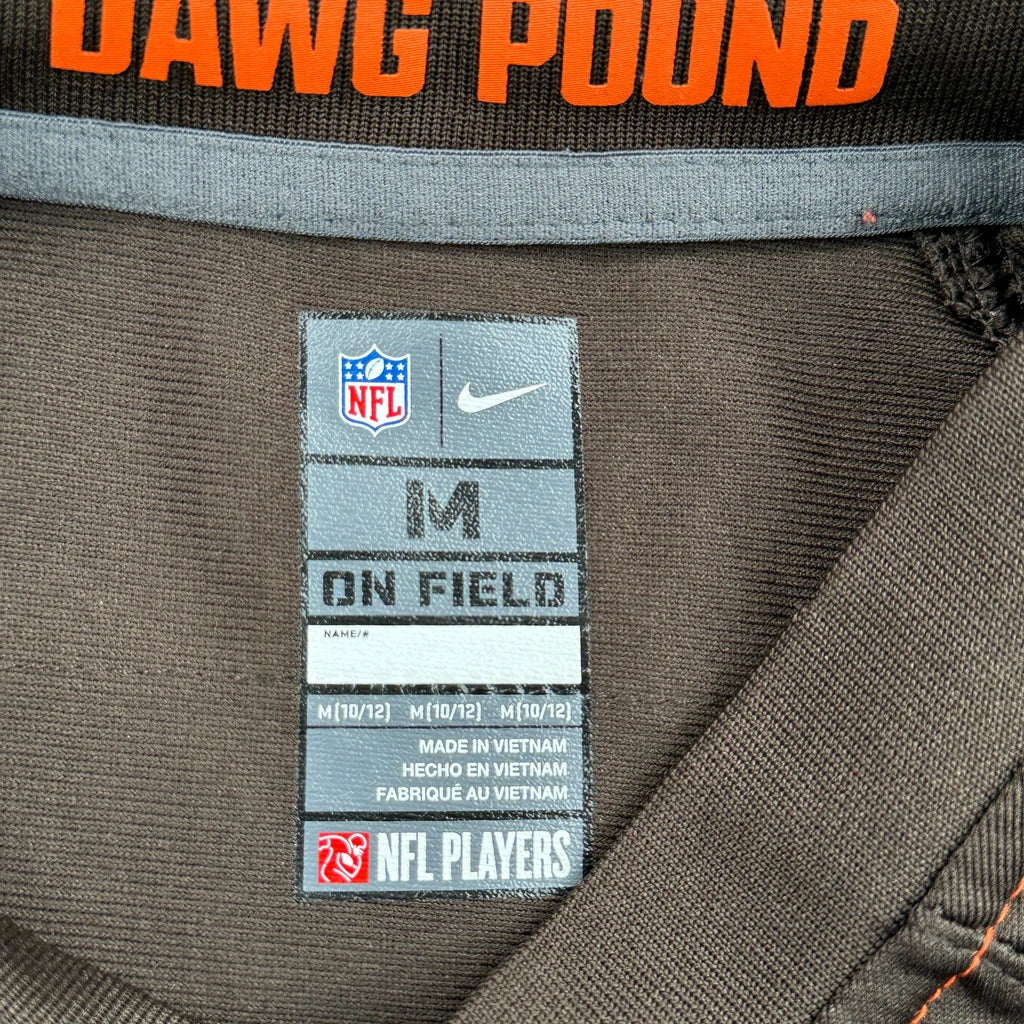 DAWG POUND
NFL
M
ON FIELD
NAME/#
M(10/12) M(10/12) M(10/12)
MADE IN VIETNAM
HECHO EN VIETNAM
FABRIQUÉ AU VIETNAM
NFL PLAYERS